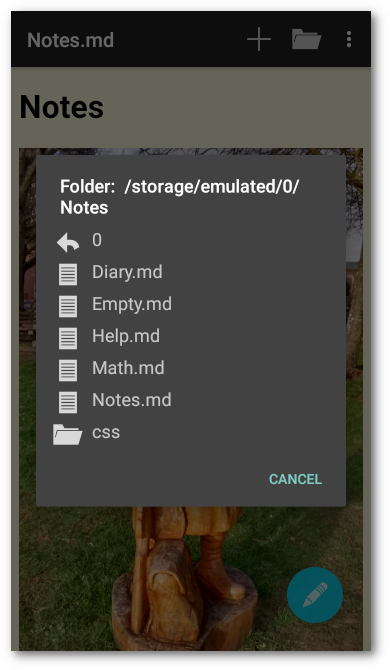 Notes.md
Notes
Folder:  /storage/emulated/0/
Notes
0
Diary.md
Empty.md
Help.md
Math.md
Notes.md
css
CANCEL